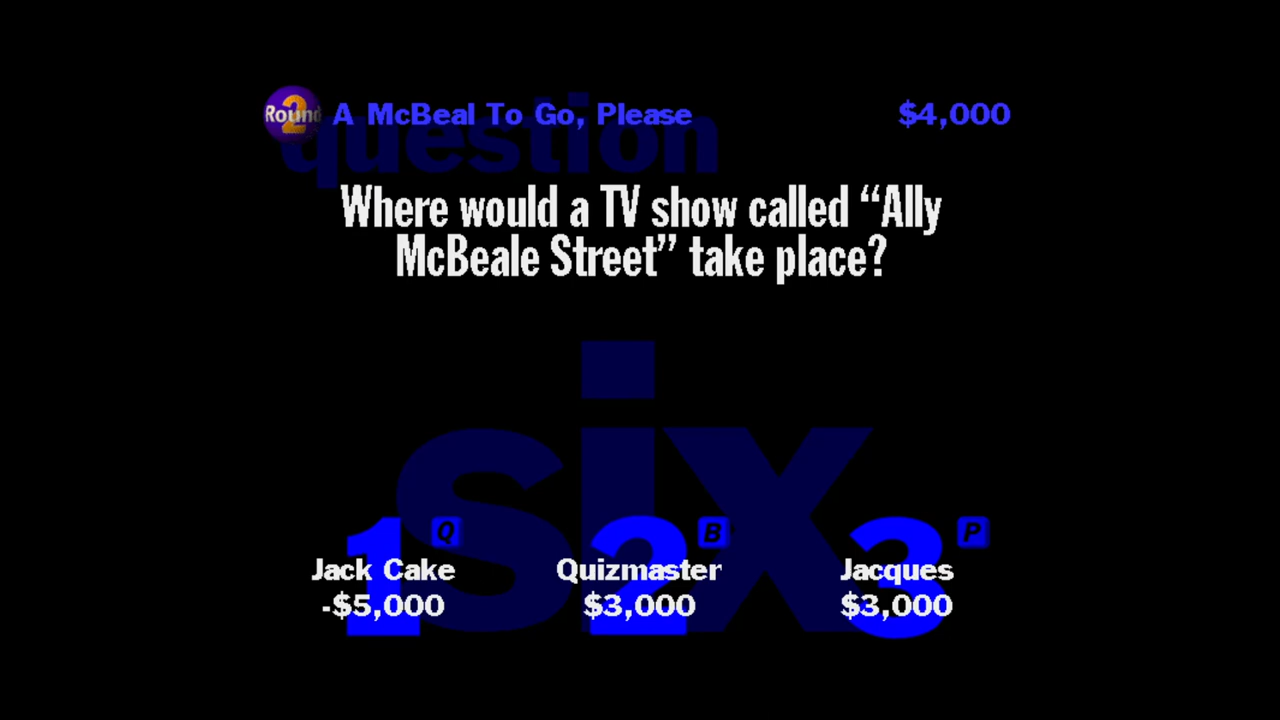 Round 2 A McBeal To Go, Please $4,000
question
Where would a TV show called “Ally
McBeale Street” take place?
six
1 Q 2 B 3 P
Jack Cake Quizmaster Jacques
-$5,000 $3,000 $3,000